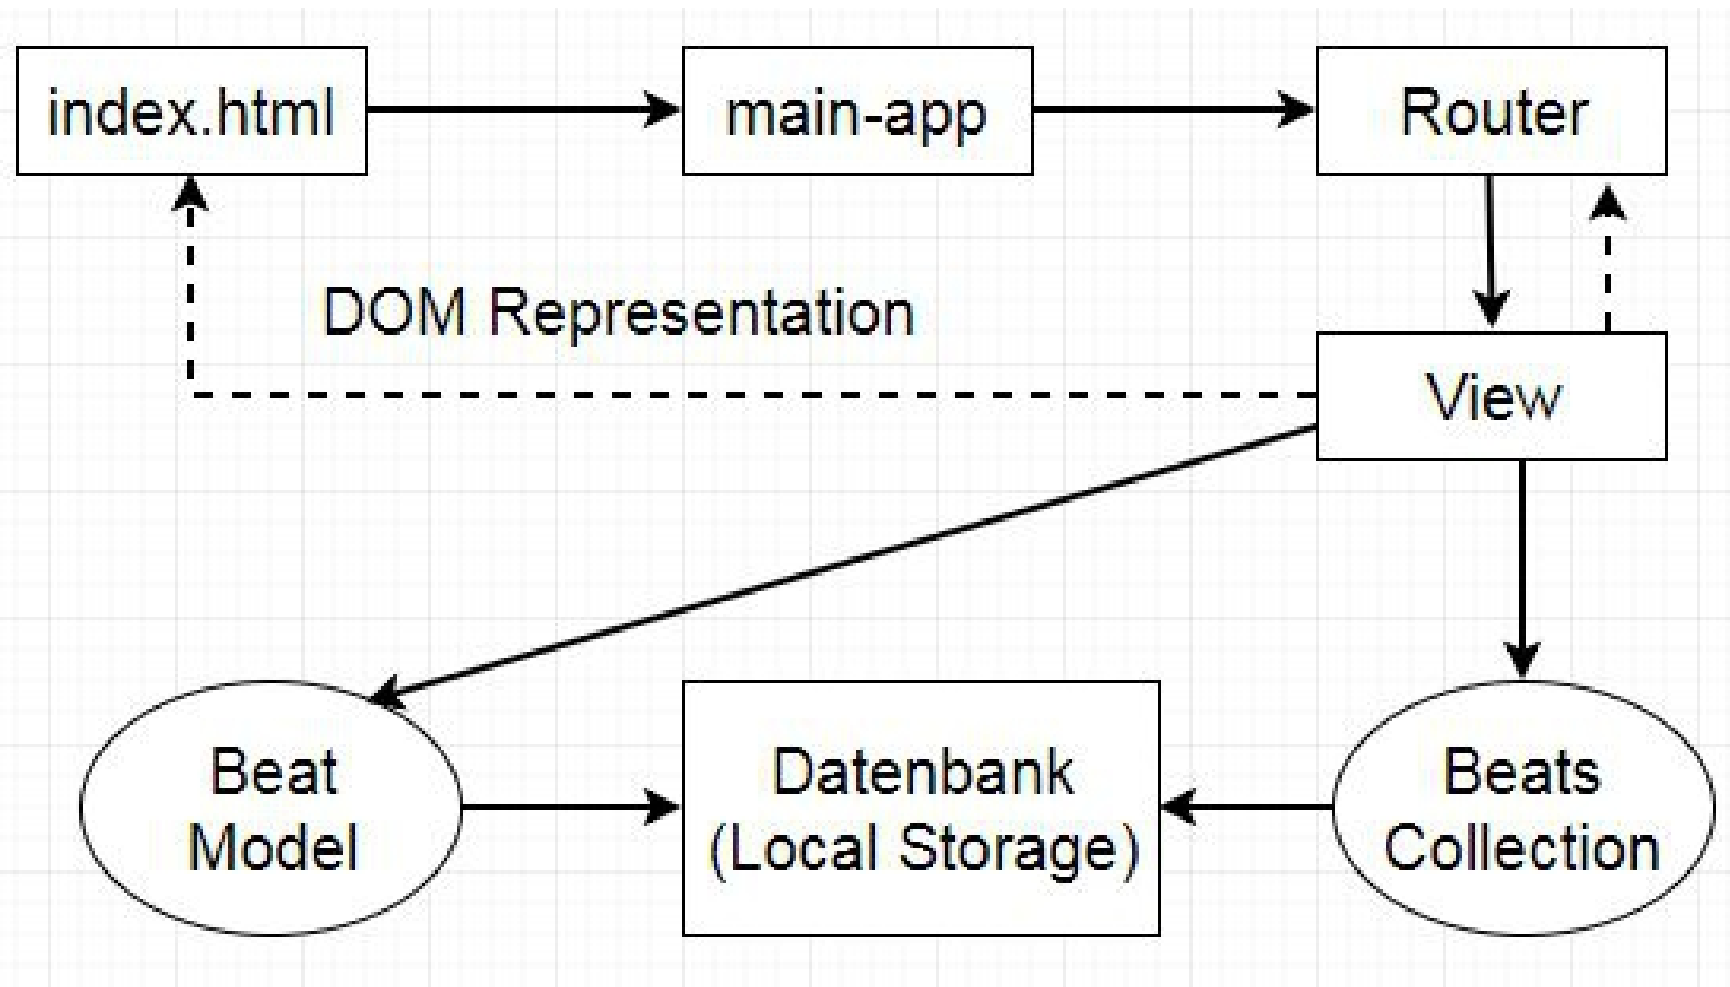 index.html
main-app
Router
DOM Representation
View
Beat
Model
Datenbank
(Local Storage)
Beats
Collection